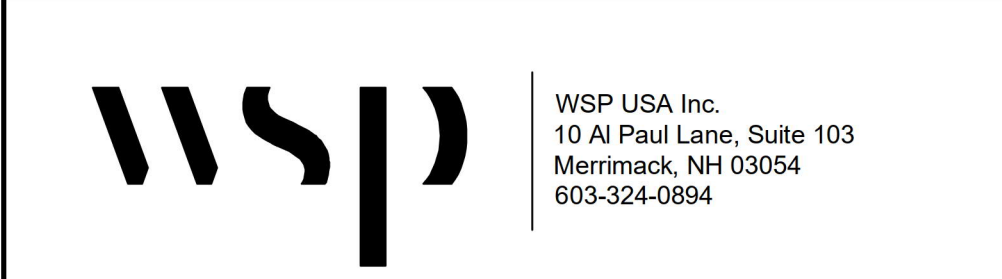 wsp
WSP USA Inc.
10 Al Paul Lane, Suite 103
Merrimack, NH 03054
603-324-0894